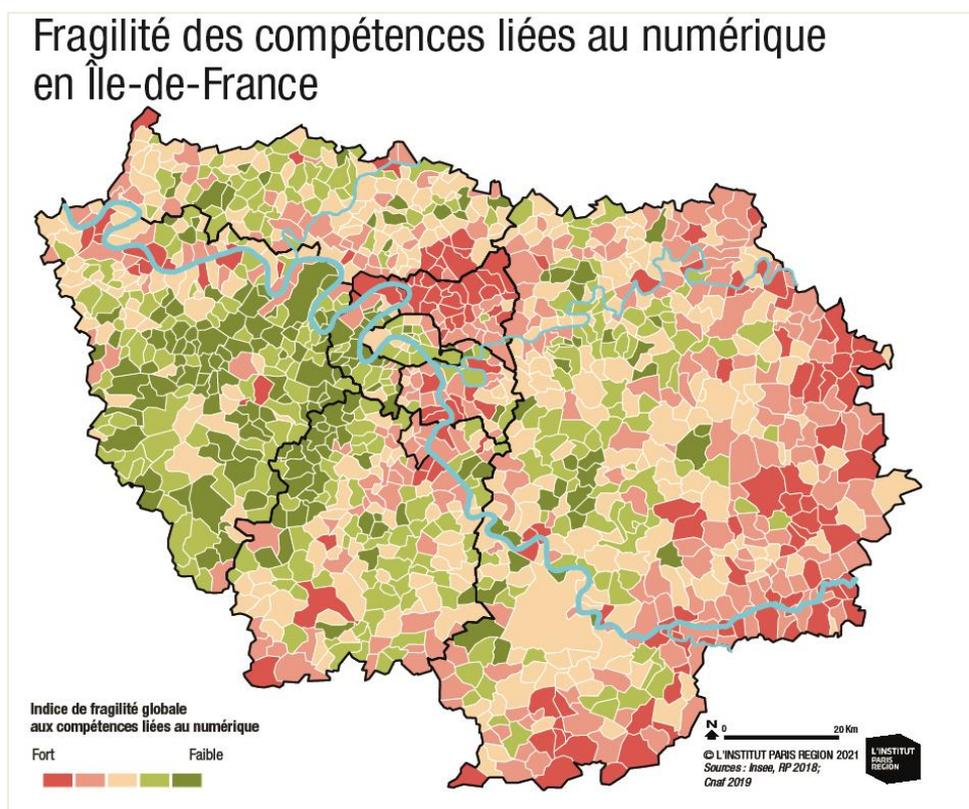 Fragilité des compétences liées au numérique
en Île-de-France
Indice de fragilité globale
aux compétences liées au numérique
Fort Faible
N 0 20 Km
© L'INSTITUT PARIS REGION 2021
Sources : Insee, RP 2018;
Cnaf 2019
L'INSTITUT
PARIS
REGION